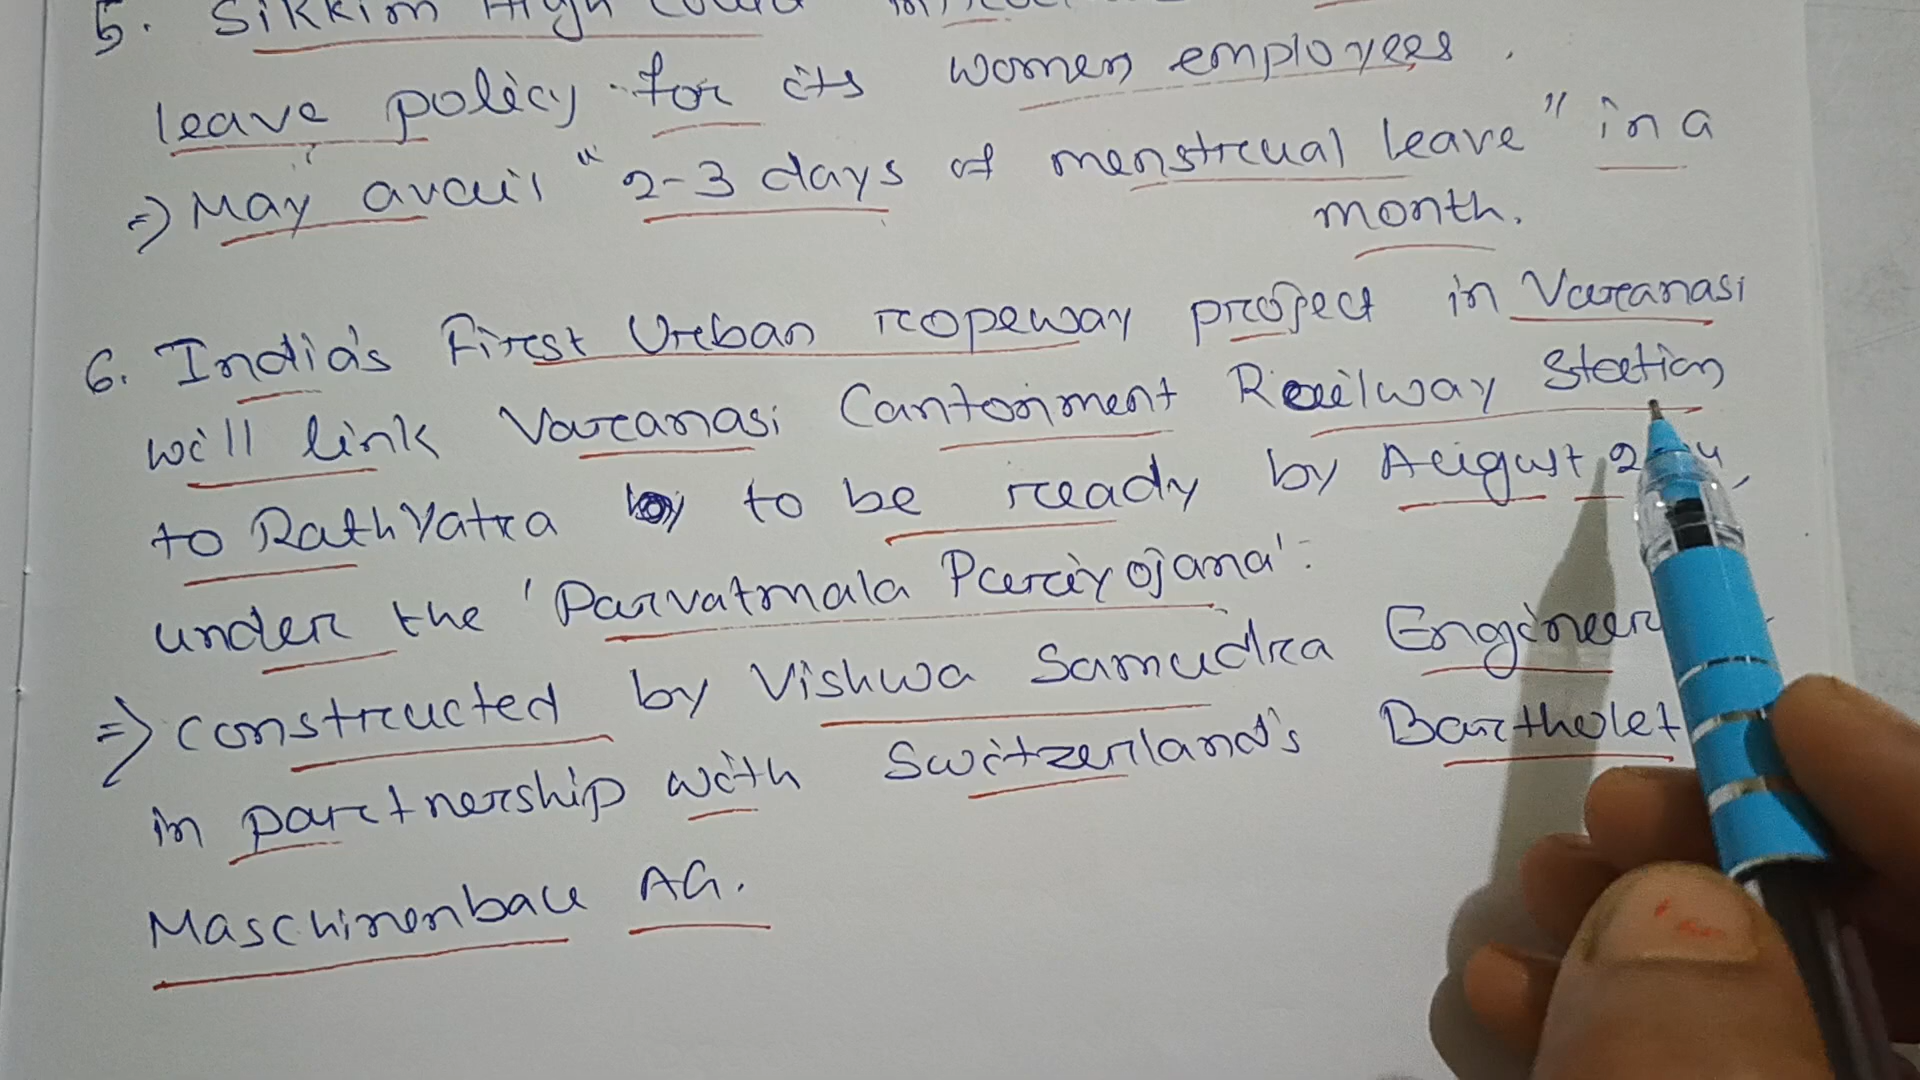 5. Sikkim High Court
leave policy for its women employees.
=> May avail "2-3 days of menstrual leave" in a
month.
6. India's First Urban ropeway project in Varanasi
will link Varanasi Cantonment Railway Station
to RathYatra to be ready by August
under the 'Parvatmala Pariyojana':
=> constructed by Vishwa Samudra Engineer
in partnership with Switzerland's Bartholet
Maschinenbau AG.